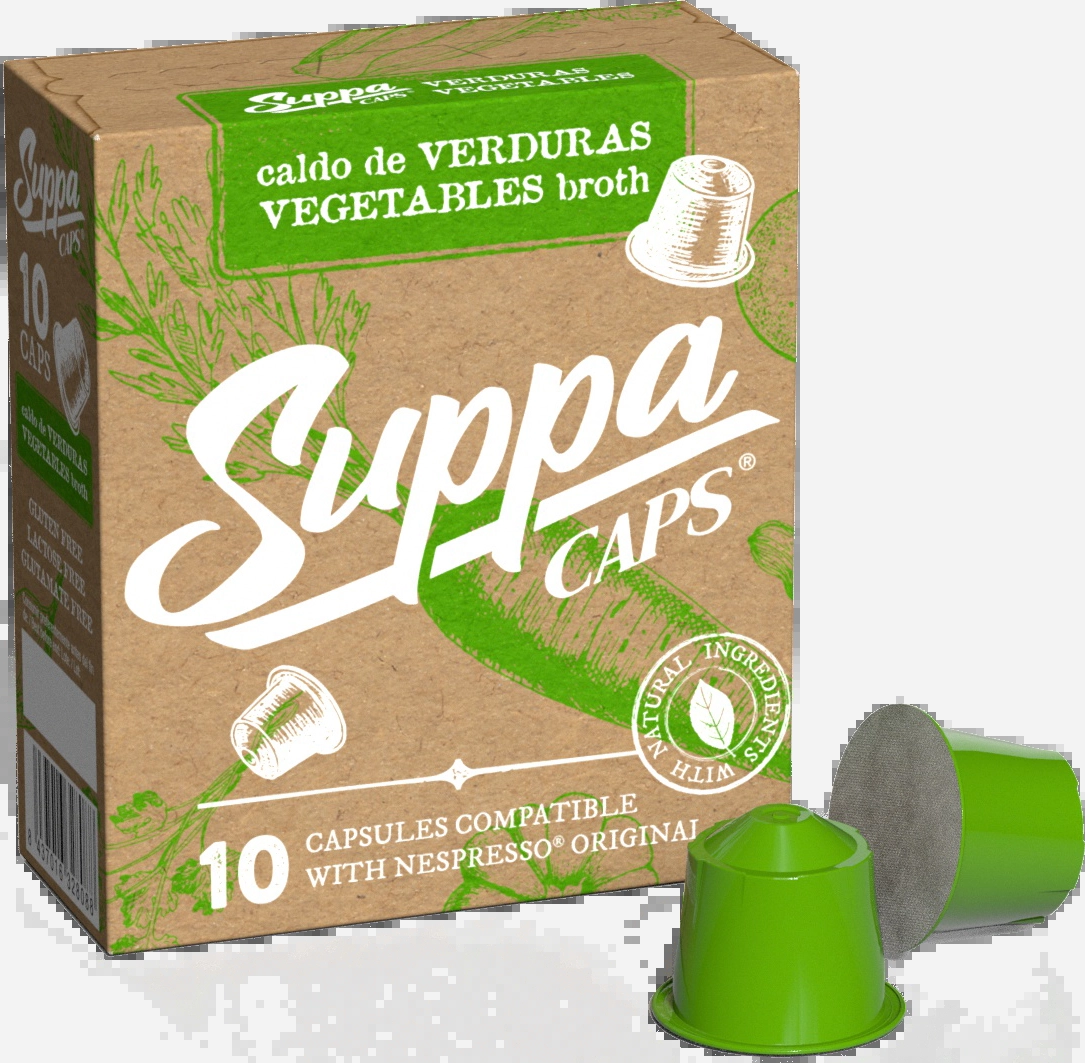 Suppa CAPS VERDURAS
VEGETABLES
caldo de VERDURAS
VEGETABLES broth
Suppa
CAPS®
WITH NATURAL INGREDIENTS
10 CAPSULES COMPATIBLE
WITH NESPRESSO® ORIGINAL
Suppa
CAPS
10
CAPS
caldo de VERDURAS
VEGETABLES broth
GLUTEN FREE
LACTOSE FREE
GLUTAMATE FREE